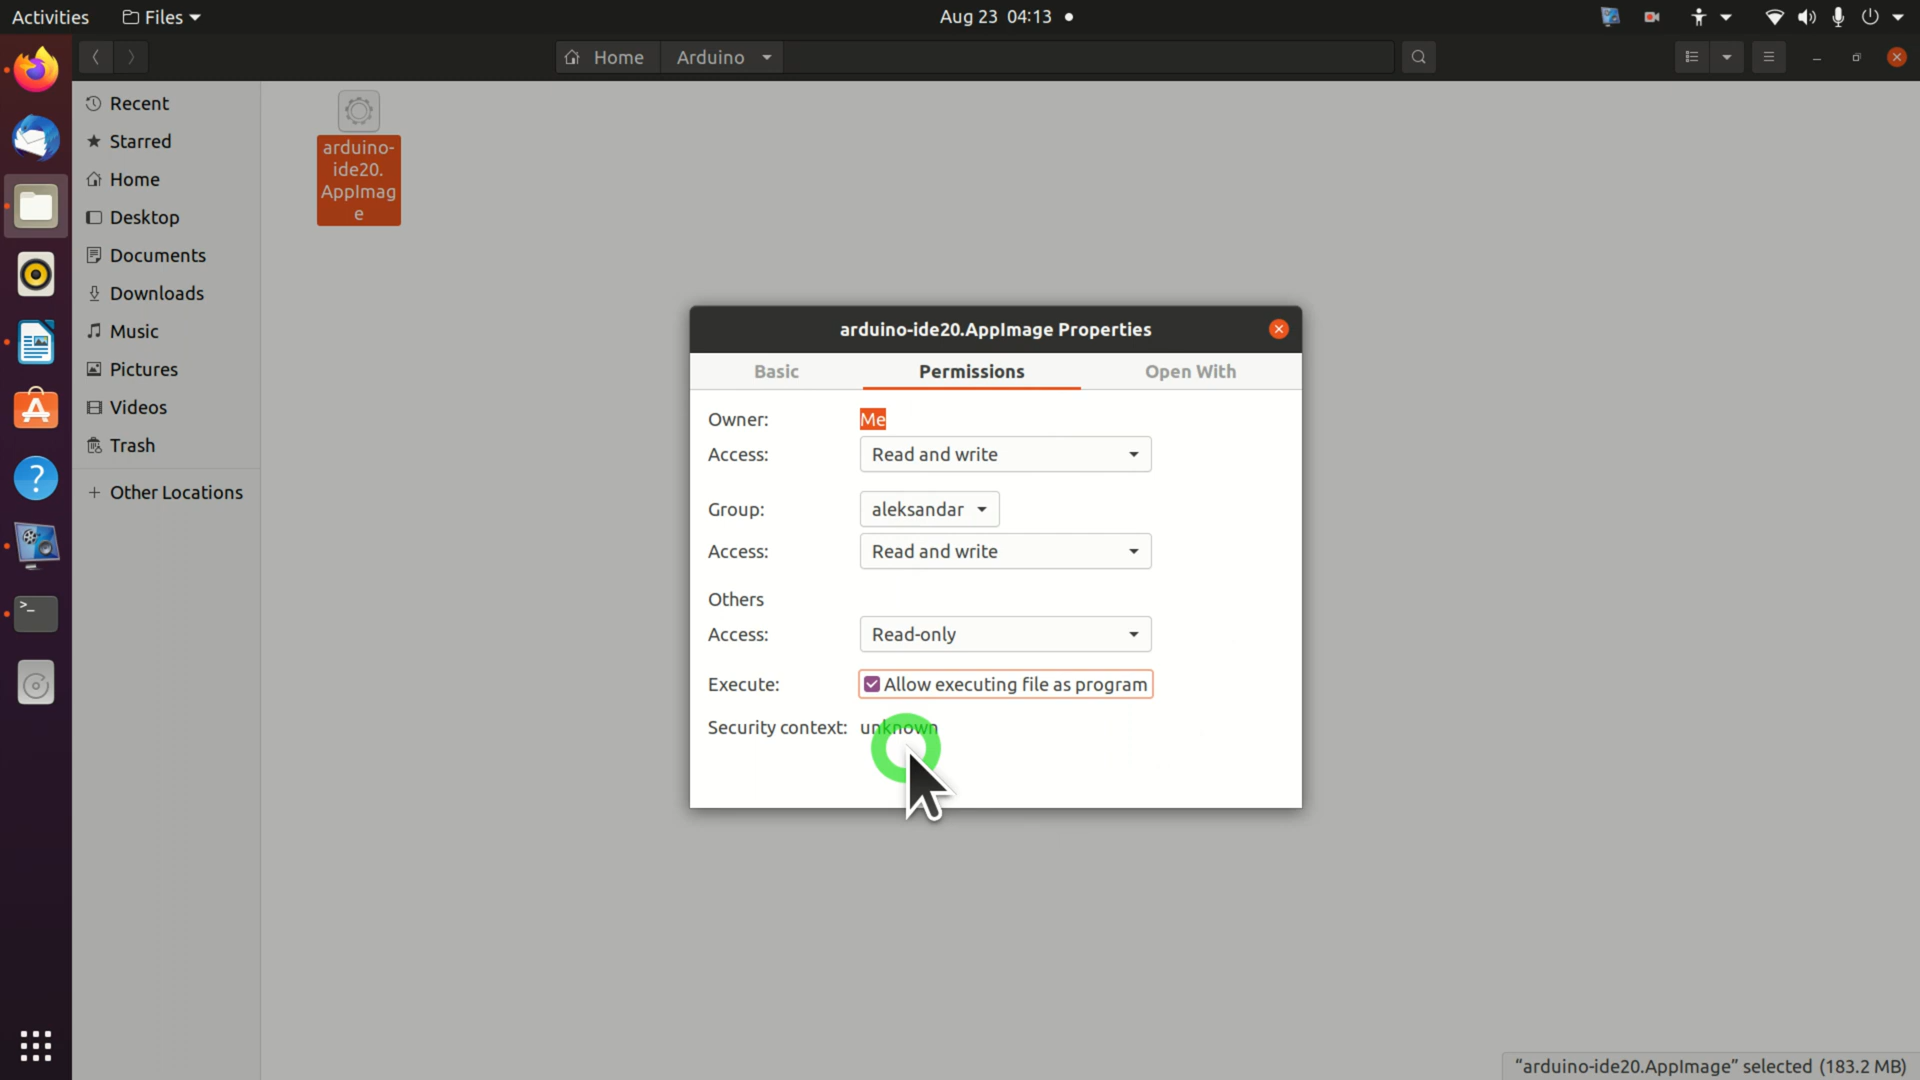 Activities
Files
Aug 23 04:13
Home
Arduino
Recent
Starred
Home
Desktop
Documents
Downloads
Music
Pictures
Videos
Trash
Other Locations
arduino-
ide20.
AppImag
e
arduino-ide20.AppImage Properties
Basic
Permissions
Open With
Owner: Me
Access: Read and write
Group: aleksandar
Access: Read and write
Others
Access: Read-only
Execute: Allow executing file as program
Security context: unknown
“arduino-ide20.AppImage” selected (183.2 MB)